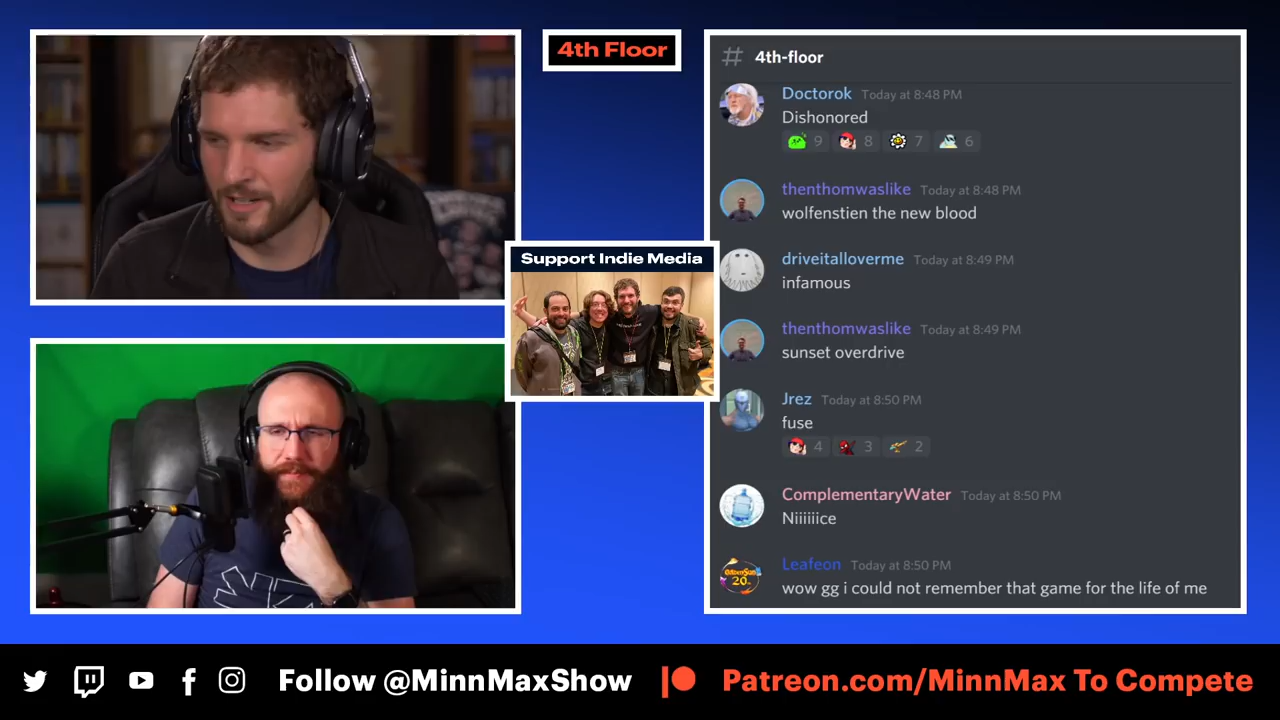 4th Floor
Support Indie Media
# 4th-floor
Doctorok Today at 8:48 PM
Dishonored
9 8 7 6
thenthomwaslike Today at 8:48 PM
wolfenstien the new blood
driveitalloverme Today at 8:49 PM
infamous
thenthomwaslike Today at 8:49 PM
sunset overdrive
Jrez Today at 8:50 PM
fuse
4 3 2
ComplementaryWater Today at 8:50 PM
Niiiiiice
Leafeon Today at 8:50 PM
wow gg i could not remember that game for the life of me
Follow @MinnMaxShow
Patreon.com/MinnMax To Compete